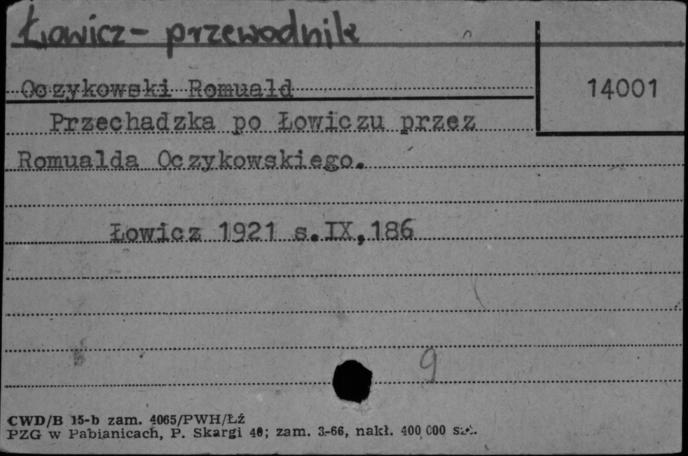 Łowicz - przewodnik
Oczykowski Romuald
14001
Przechadzka po Łowiczu przez
Romualda Oczykowskiego.
Łowicz 1921 s.IX,186
9
CWD/B 15-b zam. 4065/PWH/Łź
PZG w Pabianicach, P. Skargi 40; zam. 3-66, nakł. 400 000 szt.